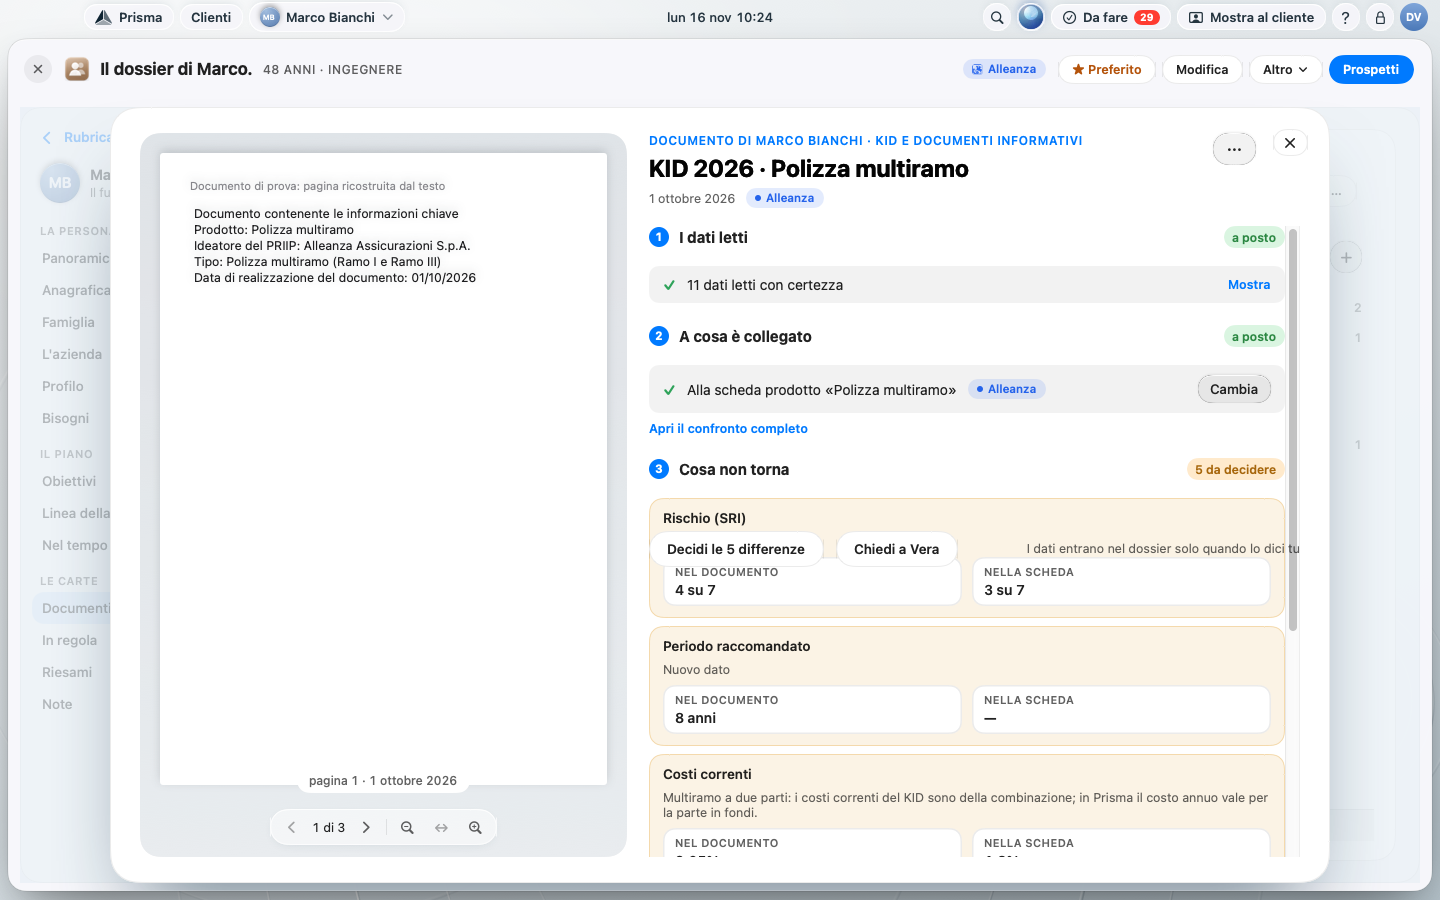 Prisma
Clienti
MB Marco Bianchi
lun 16 nov 10:24
Da fare 29
Mostra al cliente
?
DV
Il dossier di Marco. 48 ANNI · INGEGNERE
Alleanza
Preferito
Modifica
Altro
Prospetti
Rubrica
MB
Il fu
LA PERSON
Panoramic
Anagrafica
Famiglia
L'azienda
Profilo
Bisogni
IL PIANO
Obiettivi
Linea della
Nel tempo
LE CARTE
Documenti
In regola
Riesami
Note
Documento di prova: pagina ricostruita dal testo
Documento contenente le informazioni chiave
Prodotto: Polizza multiramo
Ideatore del PRIIP: Alleanza Assicurazioni S.p.A.
Tipo: Polizza multiramo (Ramo I e Ramo III)
Data di realizzazione del documento: 01/10/2026
pagina 1 · 1 ottobre 2026
1 di 3
DOCUMENTO DI MARCO BIANCHI · KID E DOCUMENTI INFORMATIVI
KID 2026 · Polizza multiramo
1 ottobre 2026 Alleanza
1 I dati letti a posto
11 dati letti con certezza Mostra
2 A cosa è collegato a posto
Alla scheda prodotto «Polizza multiramo» Alleanza Cambia
Apri il confronto completo
3 Cosa non torna 5 da decidere
Rischio (SRI)
Decidi le 5 differenze Chiedi a Vera I dati entrano nel dossier solo quando lo dici tu
NEL DOCUMENTO
4 su 7
NELLA SCHEDA
3 su 7
Periodo raccomandato
Nuovo dato
NEL DOCUMENTO
8 anni
NELLA SCHEDA
—
Costi correnti
Multiramo a due parti: i costi correnti del KID sono della combinazione; in Prisma il costo annuo vale per
la parte in fondi.
NEL DOCUMENTO
NELLA SCHEDA
2
1
1